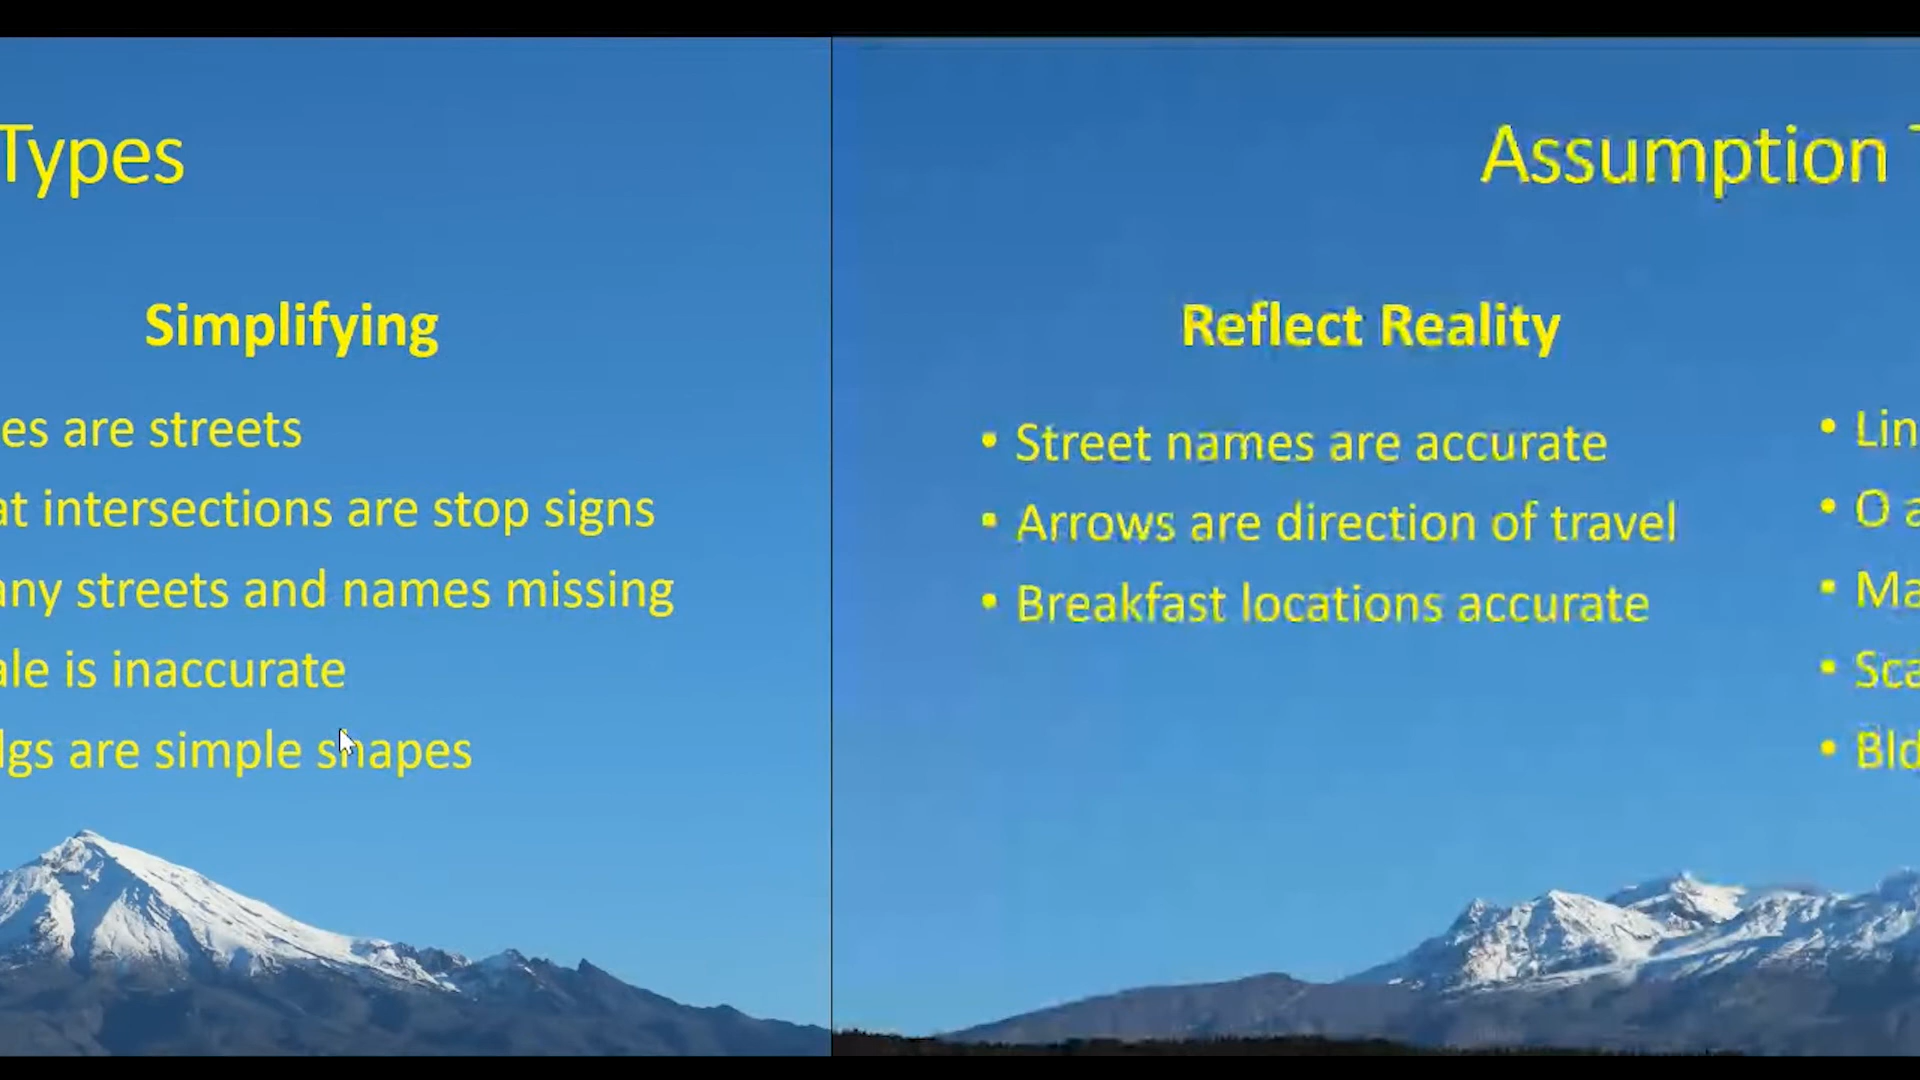 Types
Simplifying
es are streets
at intersections are stop signs
any streets and names missing
ale is inaccurate
lgs are simple shapes
Assumption
Reflect Reality
• Street names are accurate
• Arrows are direction of travel
• Breakfast locations accurate
• Lin
• O a
• Ma
• Sca
• Bld